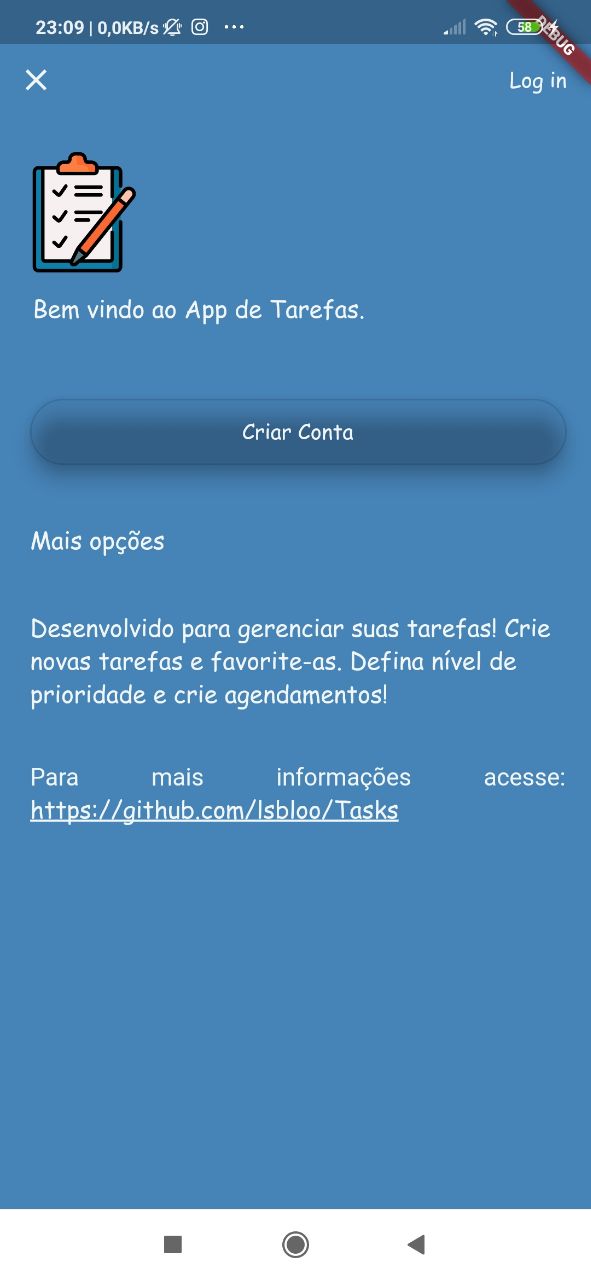 23:09 | 0,0KB/s ...
58
DEBUG
Log in
Bem vindo ao App de Tarefas.
Criar Conta
Mais opções
Desenvolvido para gerenciar suas tarefas! Crie
novas tarefas e favorite-as. Defina nível de
prioridade e crie agendamentos!
Para mais informações acesse:
https://github.com/lsbloo/Tasks